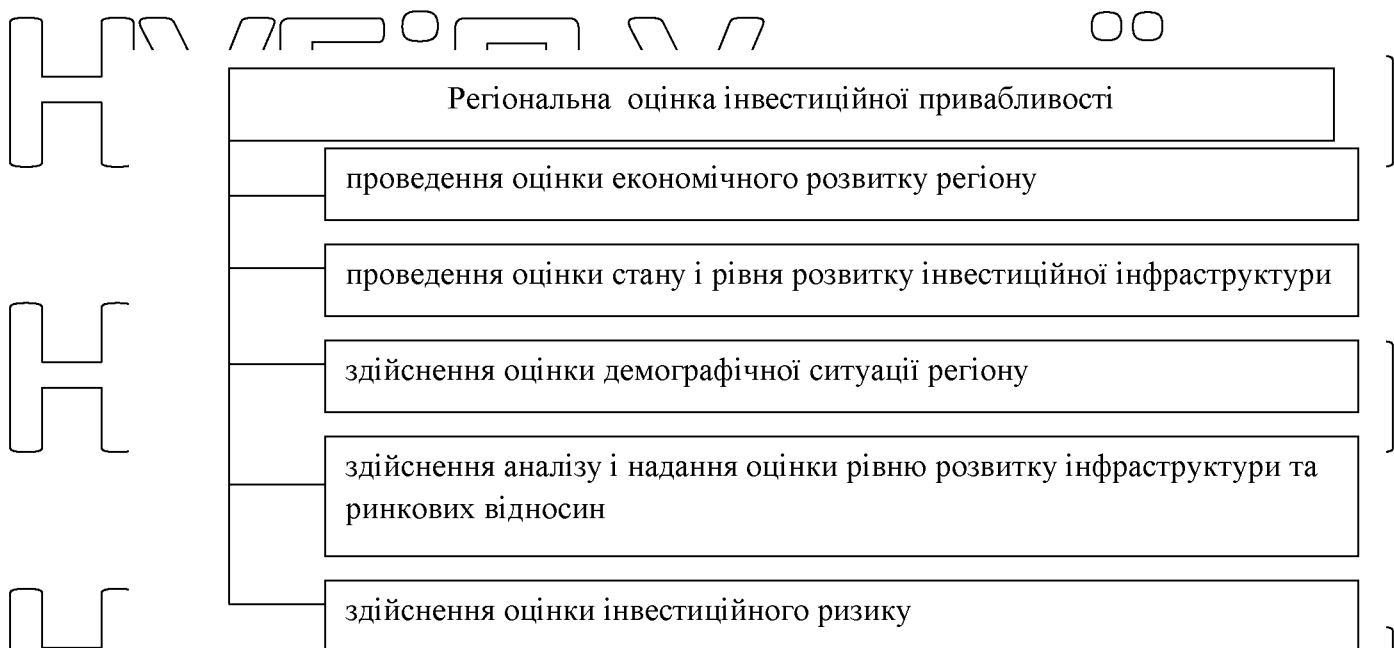 Регіональна оцінка інвестиційної привабливості
проведення оцінки економічного розвитку регіону
проведення оцінки стану і рівня розвитку інвестиційної інфраструктури
здійснення оцінки демографічної ситуації регіону
здійснення аналізу і надання оцінки рівню розвитку інфраструктури та
ринкових відносин
здійснення оцінки інвестиційного ризику